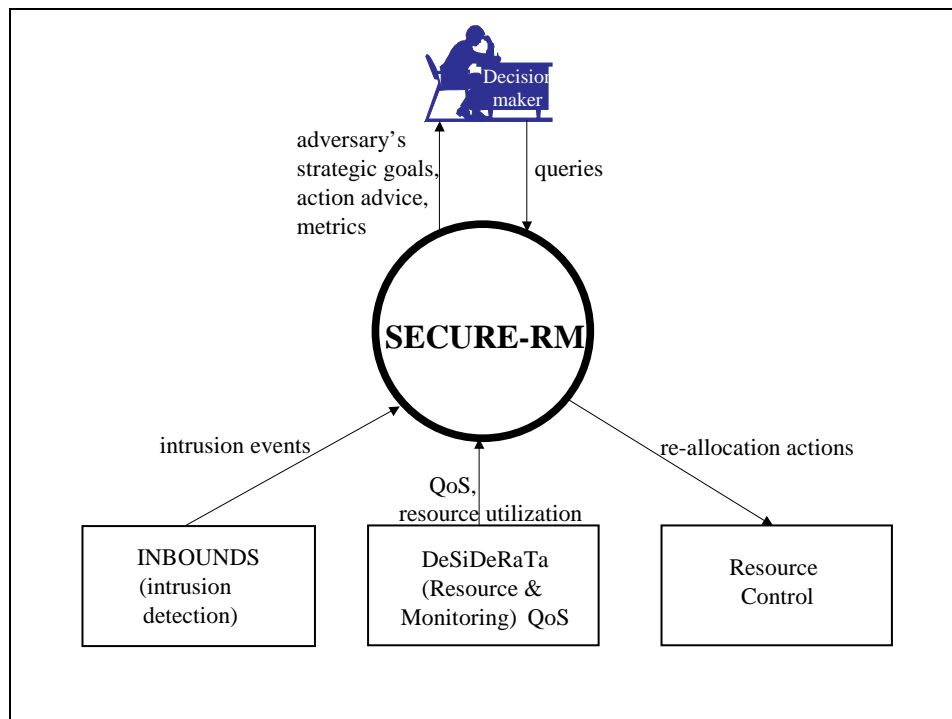 Decision
maker
adversary's
strategic goals,
action advice,
metrics
queries
SECURE-RM
intrusion events
re-allocation actions
QoS,
resource utilization
INBOUNDS
(intrusion
detection)
DeSiDeRaTa
(Resource &
Monitoring) QoS
Resource
Control